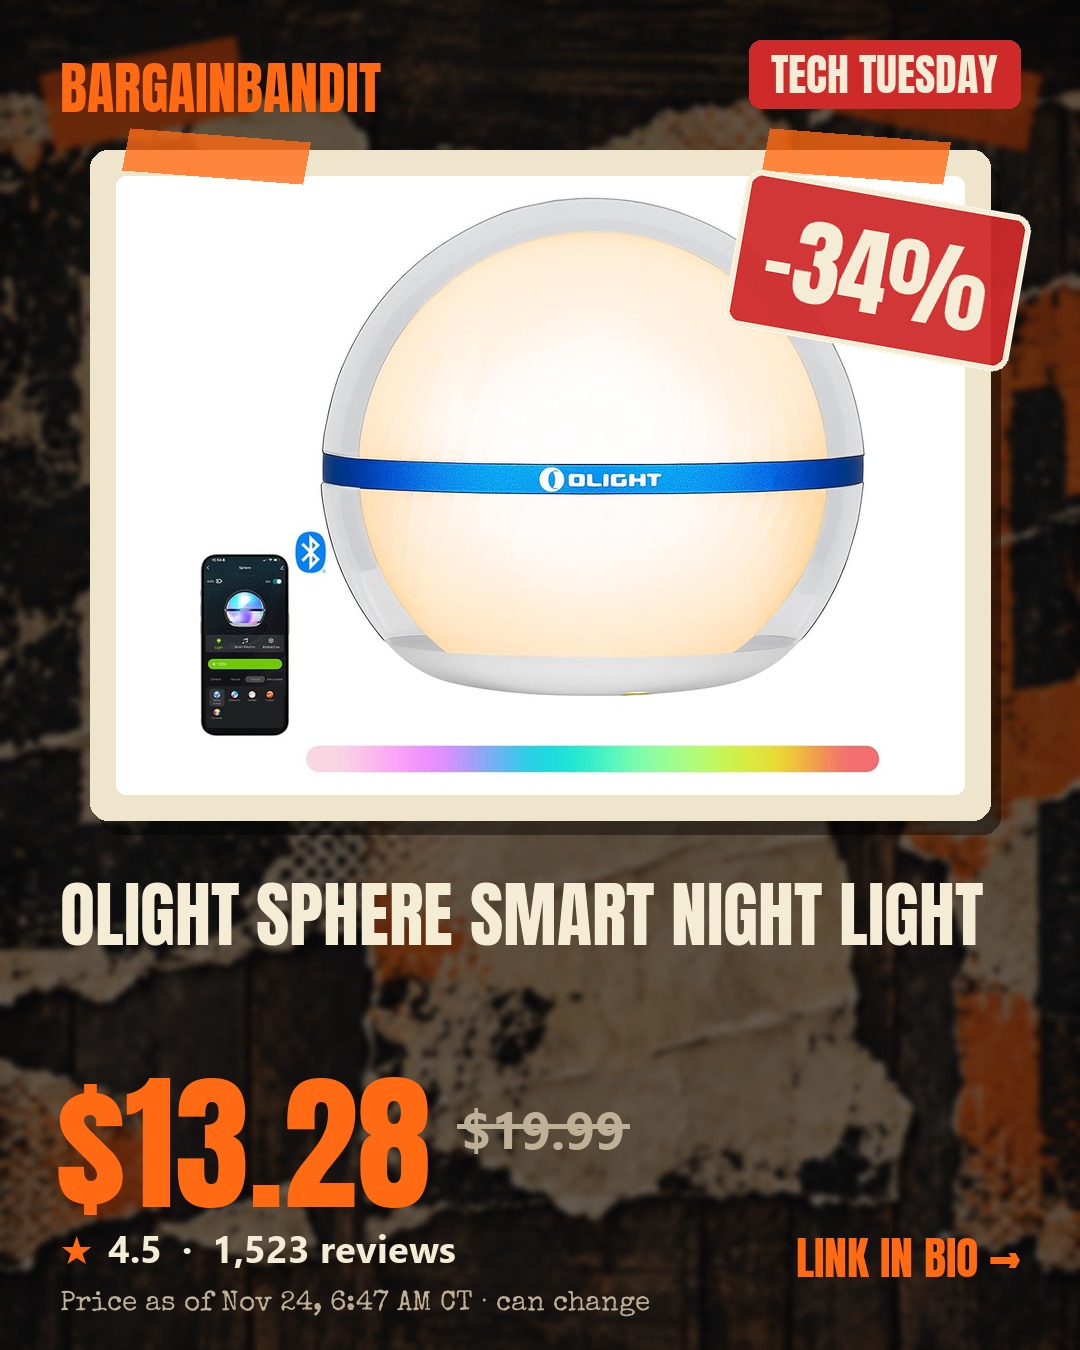 BARGAINBANDIT
TECH TUESDAY
-34%
OLIGHT
Sphere
OLIGHT SPHERE SMART NIGHT LIGHT
$13.28 $19.99
★ 4.5 · 1,523 reviews
LINK IN BIO →
Price as of Nov 24, 6:47 AM CT · can change